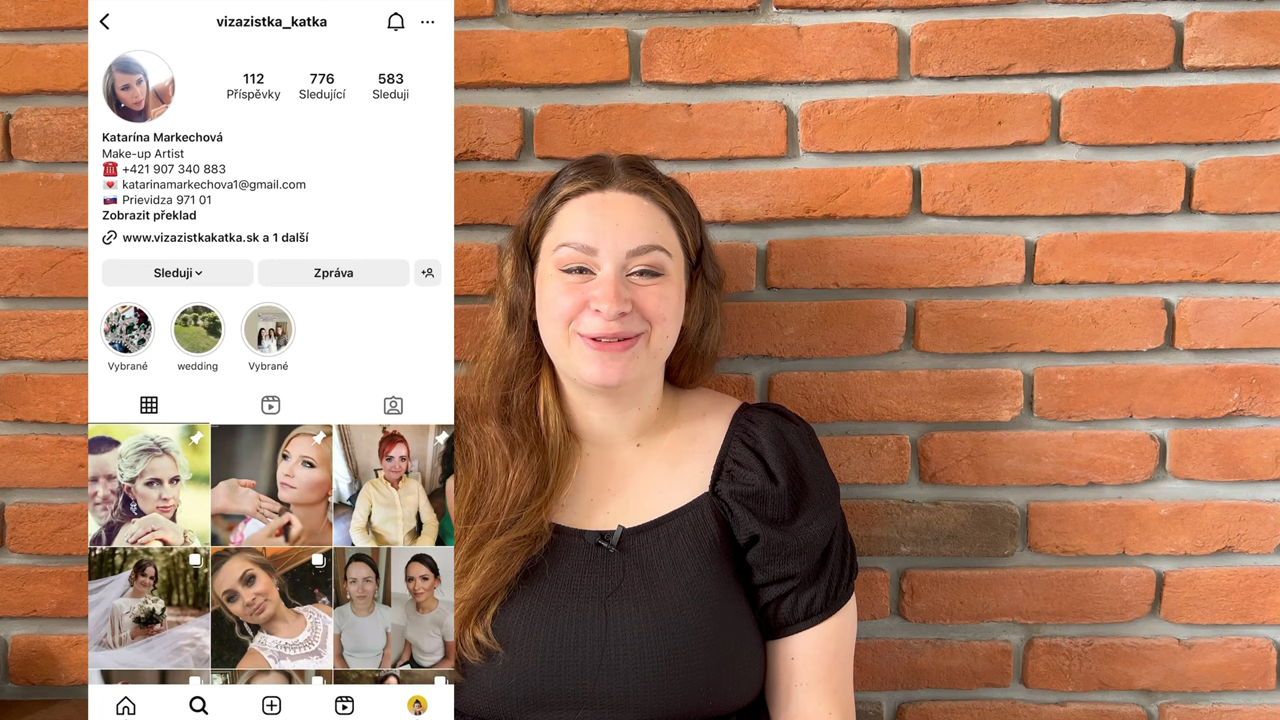 vizazistka_katka
112 776 583
Příspěvky Sledující Sleduji
Katarína Markechová
Make-up Artist
+421 907 340 883
katarinamarkechova1@gmail.com
Prievidza 971 01
Zobrazit překlad
www.vizazistkakatka.sk a 1 další
Sleduji Zpráva
Vybrané wedding Vybrané